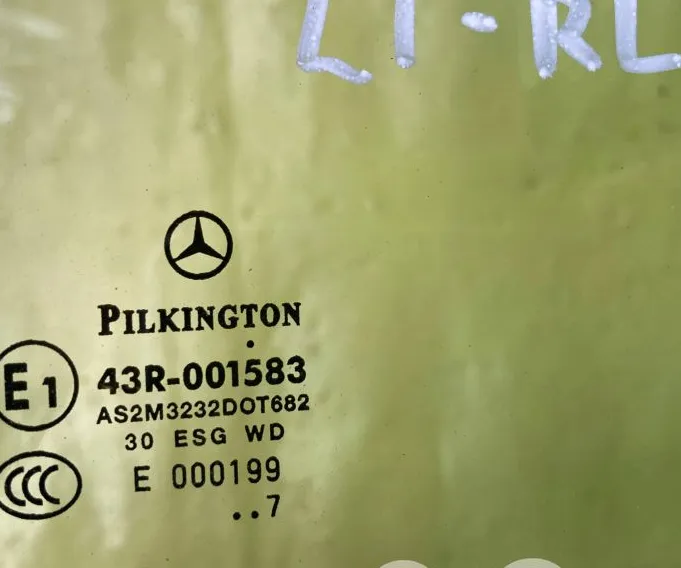 LT-RL
PILKINGTON
E1
43R-001583
AS2M3232DOT682
30 ESG WD
CCC
E 000199
..7